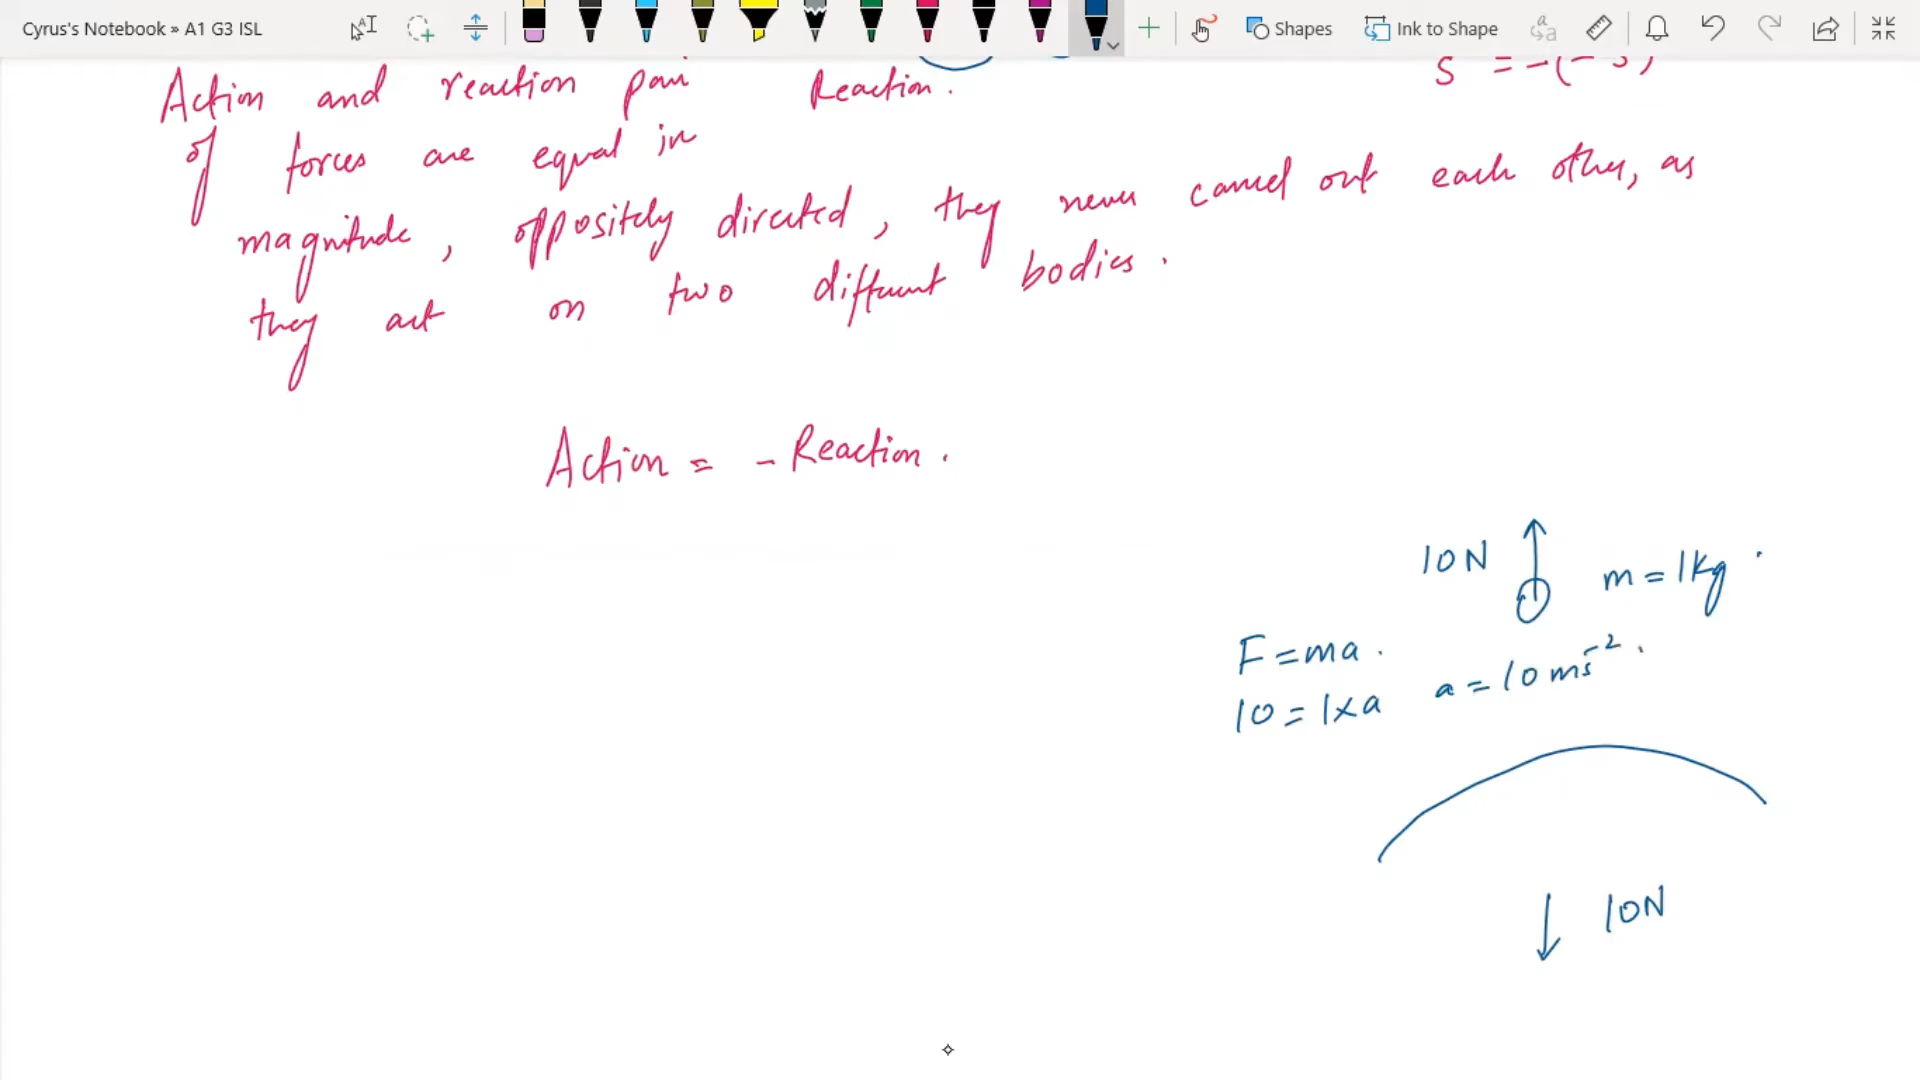 Cyrus's Notebook » A1 G3 ISL
Shapes
Ink to Shape
Action and reaction pair Reaction.
S = -(-S)
of forces are equal in
magnitude, oppositely directed, they never cancel out each other, as
they act on two different bodies.
Action = - Reaction.
10N
m = 1kg.
F = ma.
a = 10 ms⁻².
10 = 1xa
10N